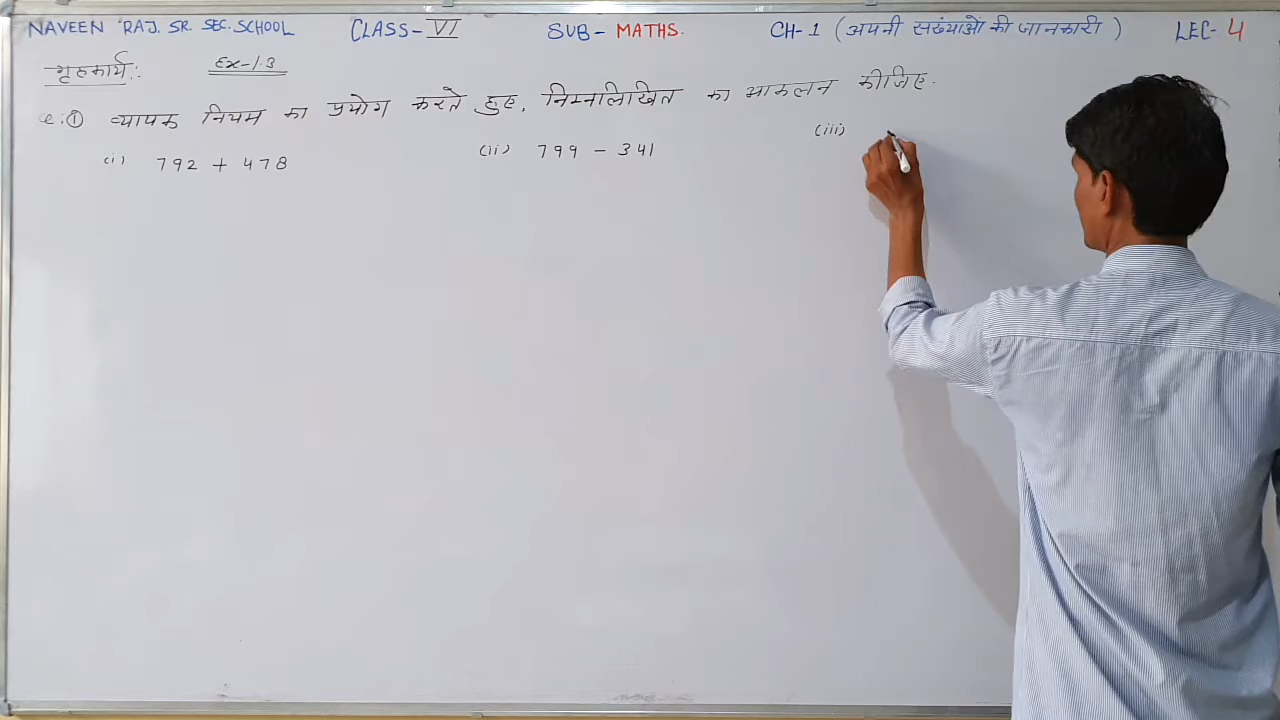 NAVEEN RAJ. SR. SEC. SCHOOL CLASS-VI SUB- MATHS. CH-1 (अपनी संख्याओं की जानकारी) LEC-4
गृहकार्य:- Ex-1.3
① व्यापक नियम का प्रयोग करते हुए, निम्नलिखित का आकलन कीजिए.
(i) 792 + 478 (ii) 799 - 341 (iii)